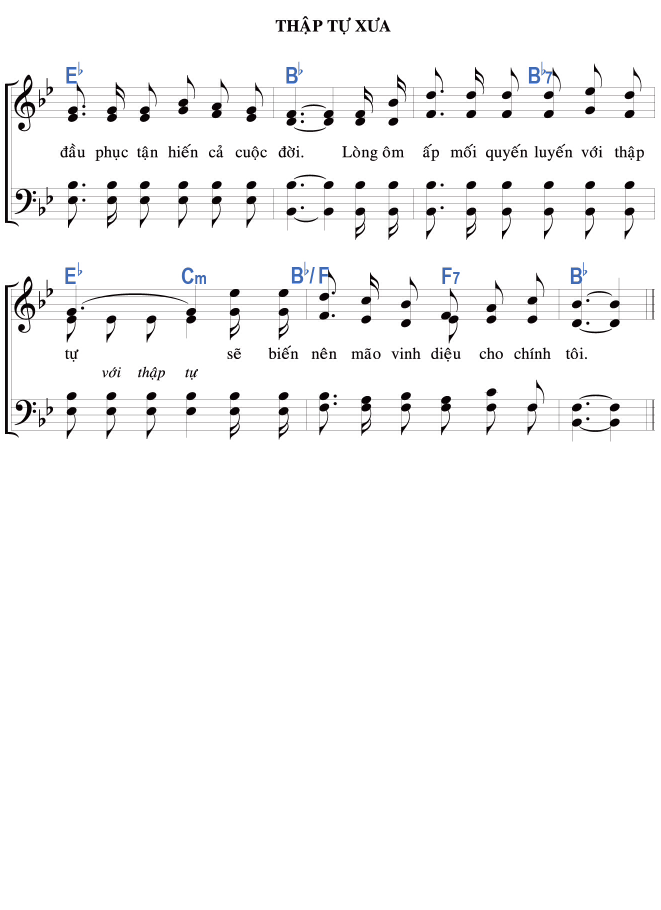 THẬP TỰ XƯA
E♭ B♭ B♭7
đầu phục tận hiến cả cuộc đời. Lòng ôm ấp mối quyến luyến với thập
E♭ Cm B♭/F F7 B♭
tự sẽ biến nên mão vinh diệu cho chính tôi.
với thập tự